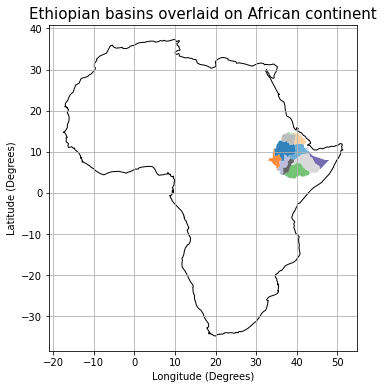 Ethiopian basins overlaid on African continent
40
30
20
10
0
−10
−20
−30
Latitude (Degrees)
−20 −10 0 10 20 30 40 50
Longitude (Degrees)